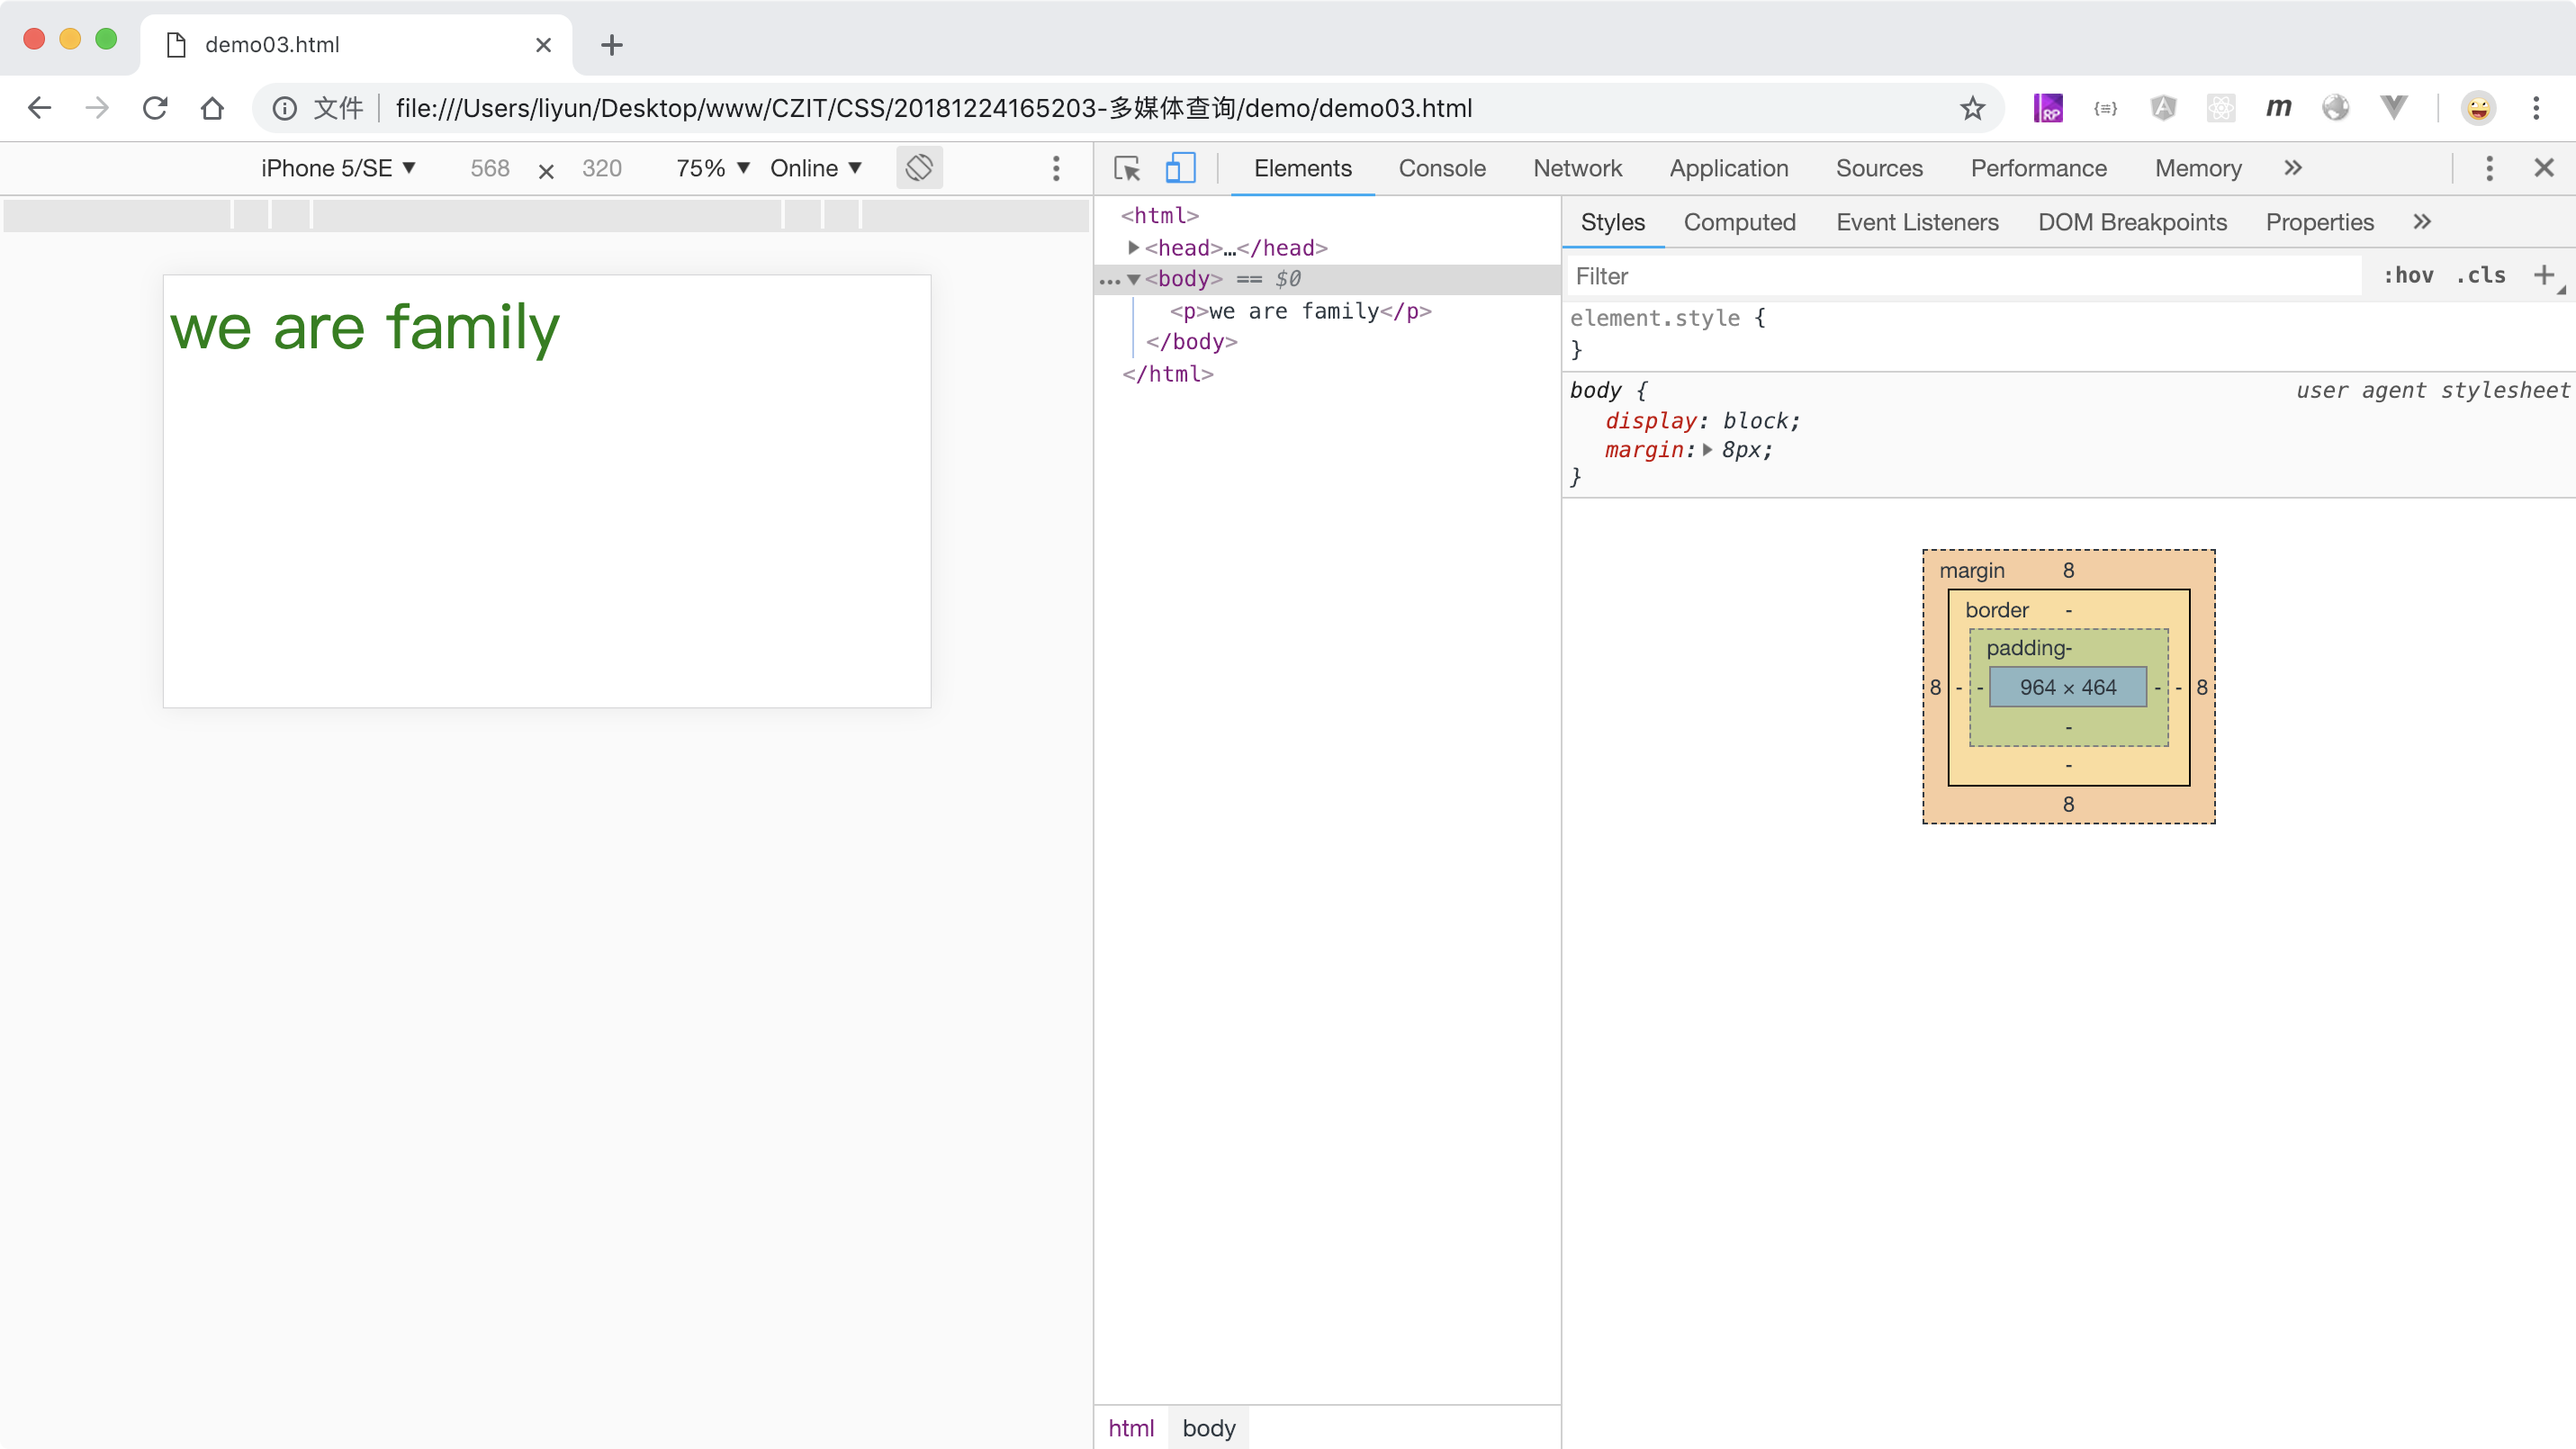 demo03.html
文件 file:///Users/liyun/Desktop/www/CZIT/CSS/20181224165203-多媒体查询/demo/demo03.html
RP {≡} A m
iPhone 5/SE ▼ 568 × 320 75% ▼ Online ▼
Elements Console Network Application Sources Performance Memory »
we are family
<html>
▶<head>…</head>
… ▼<body> == $0
<p>we are family</p>
</body>
</html>
html body
Styles Computed Event Listeners DOM Breakpoints Properties »
Filter :hov .cls +
element.style {
}
body { user agent stylesheet
display: block;
margin:▶ 8px;
}
margin 8
border -
padding-
8 - - 964 × 464 - - 8
-
-
8